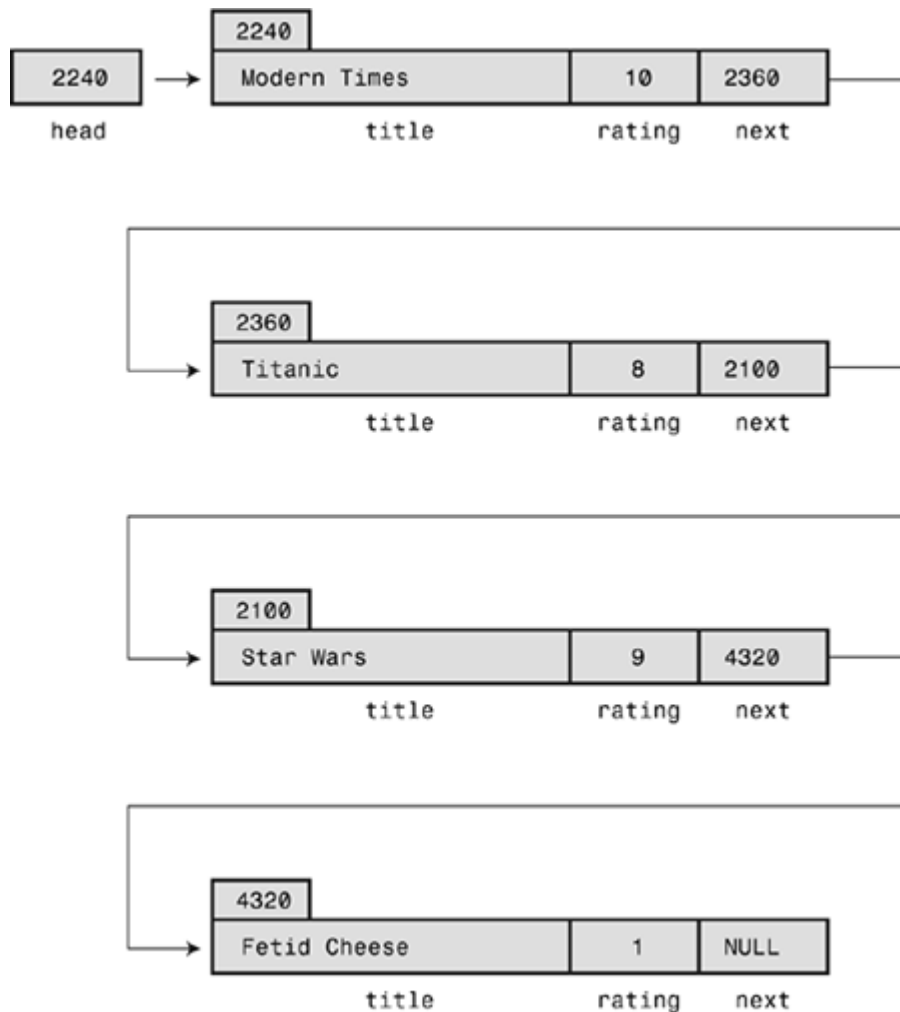 2240
2240 Modern Times 10 2360
head title rating next
2360
Titanic 8 2100
title rating next
2100
Star Wars 9 4320
title rating next
4320
Fetid Cheese 1 NULL
title rating next